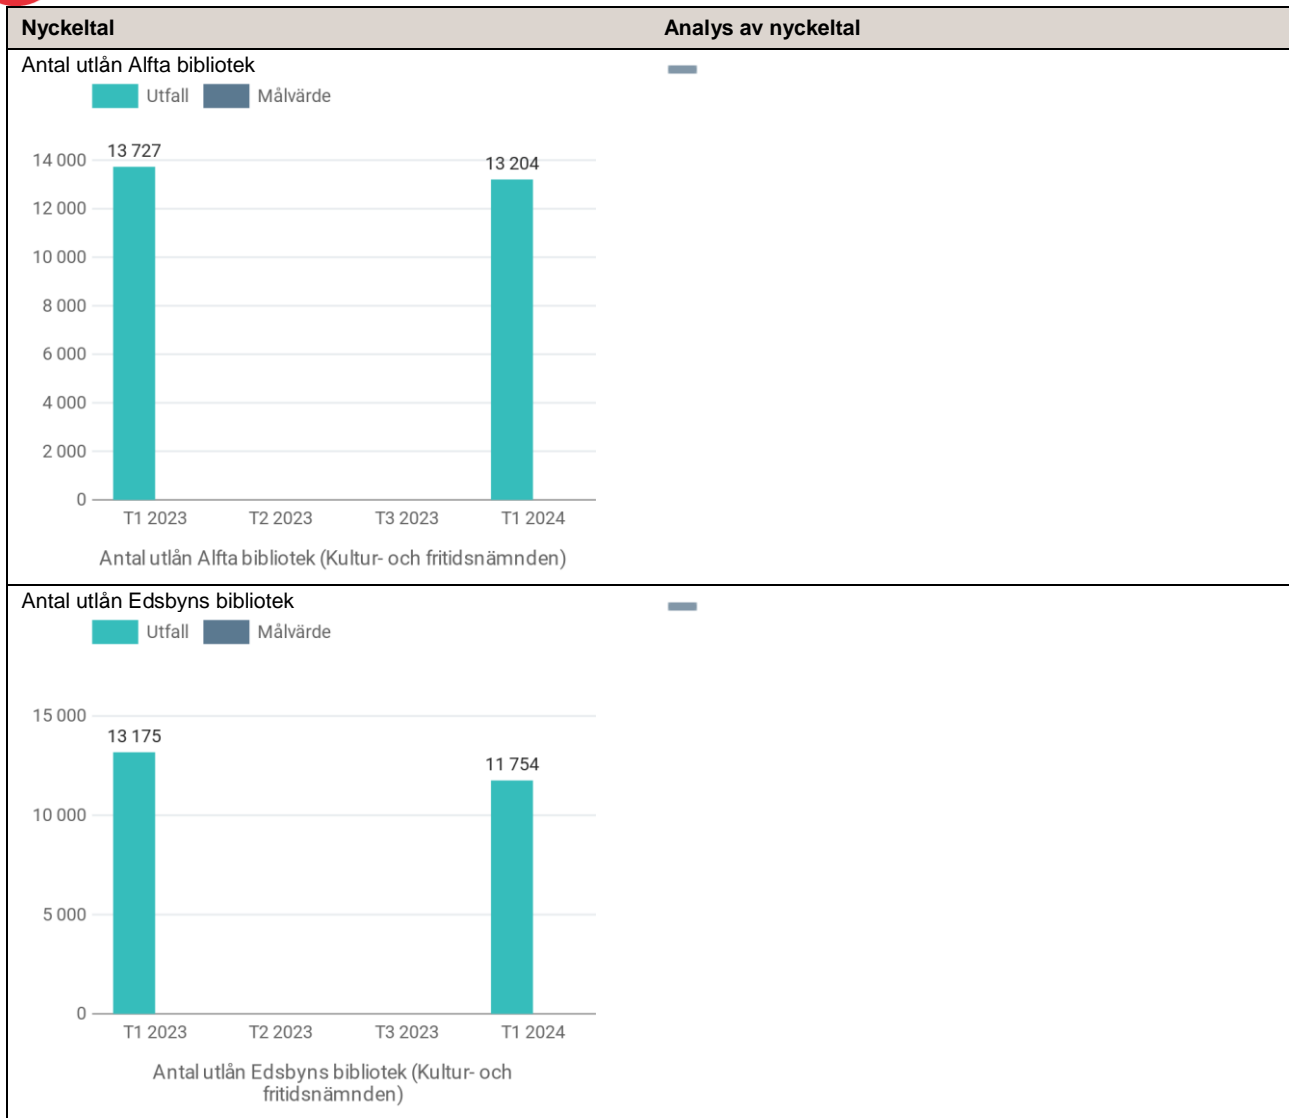 Nyckeltal
Analys av nyckeltal
Antal utlån Alfta bibliotek
Utfall
Målvärde
13 727
13 204
14 000
12 000
10 000
8 000
6 000
4 000
2 000
0
T1 2023
T2 2023
T3 2023
T1 2024
Antal utlån Alfta bibliotek (Kultur- och fritidsnämnden)
Antal utlån Edsbyns bibliotek
Utfall
Målvärde
15 000
13 175
11 754
10 000
5 000
0
T1 2023
T2 2023
T3 2023
T1 2024
Antal utlån Edsbyns bibliotek (Kultur- och
fritidsnämnden)